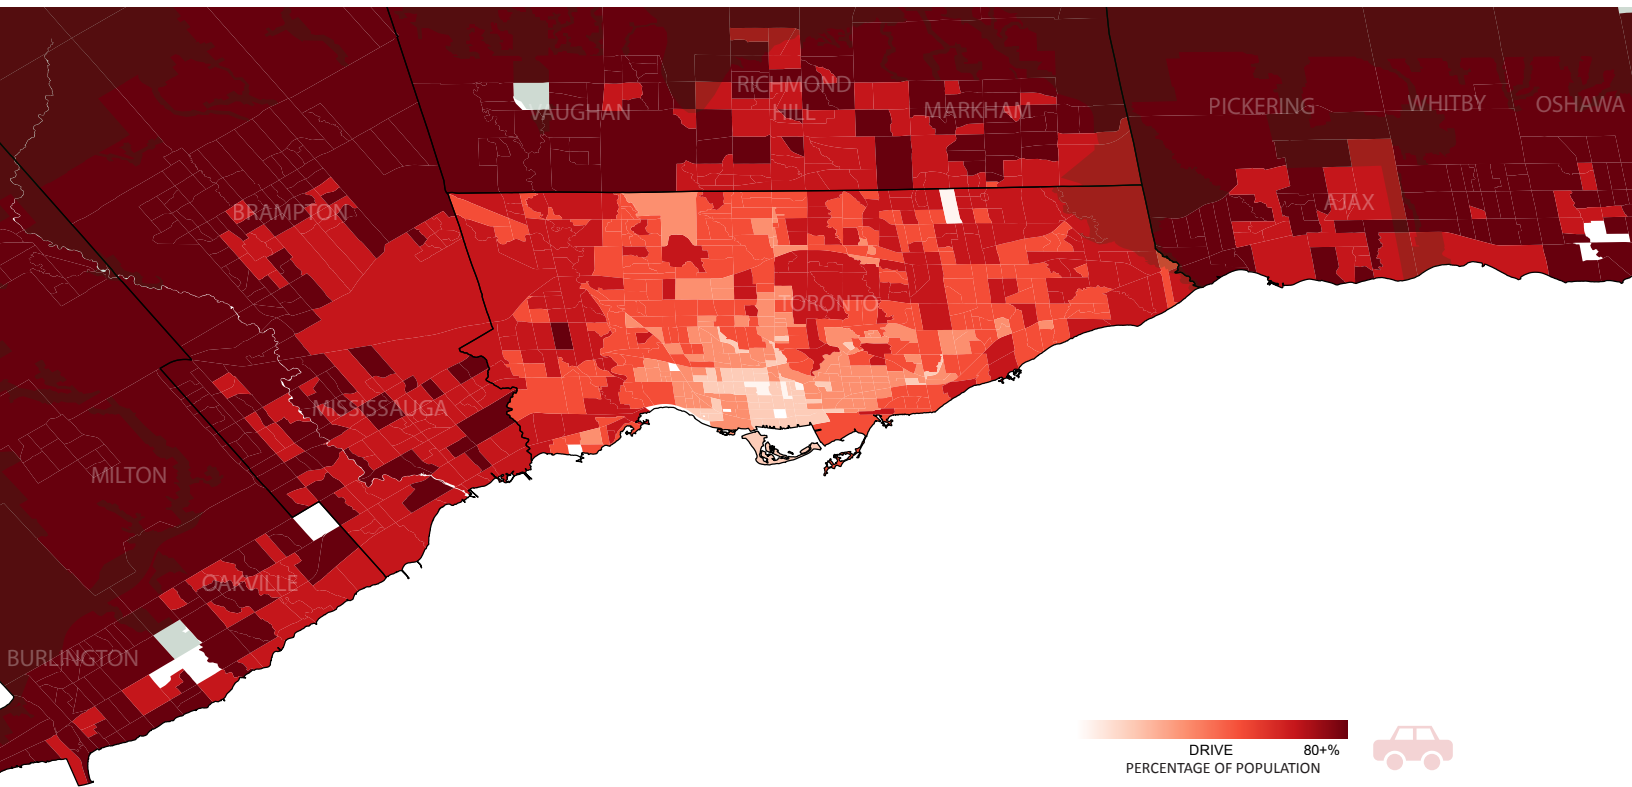 RICHMOND
HILL
VAUGHAN
MARKHAM
PICKERING
WHITBY
OSHAWA
BRAMPTON
AJAX
TORONTO
MISSISSAUGA
MILTON
OAKVILLE
BURLINGTON
DRIVE 80+%
PERCENTAGE OF POPULATION